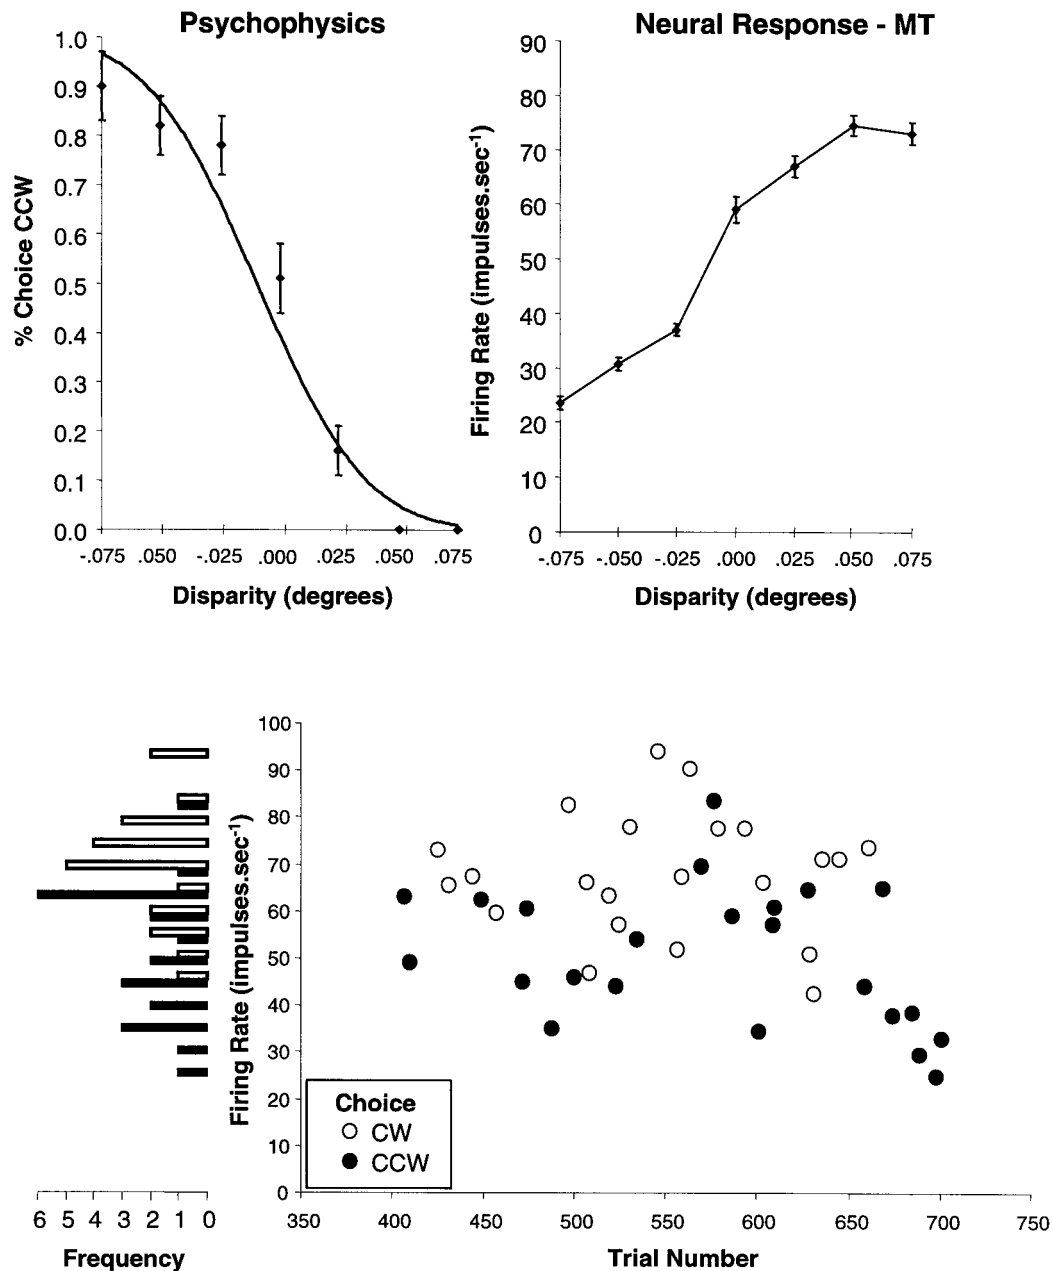 Psychophysics
% Choice CCW
1.0
0.9
0.8
0.7
0.6
0.5
0.4
0.3
0.2
0.1
0.0
-.075 .050 -.025 .000 .025 .050 .075
Disparity (degrees)
Neural Response - MT
Firing Rate (impulses.sec-1)
90
80
70
60
50
40
30
20
10
0
-.075 -.050 -.025 .000 .025 .050 .075
Disparity (degrees)
6 5 4 3 2 1 0
Frequency
Firing Rate (impulses.sec-1)
100
90
80
70
60
50
40
30
20
10
0
Choice
CW
CCW
350 400 450 500 550 600 650 700 750
Trial Number